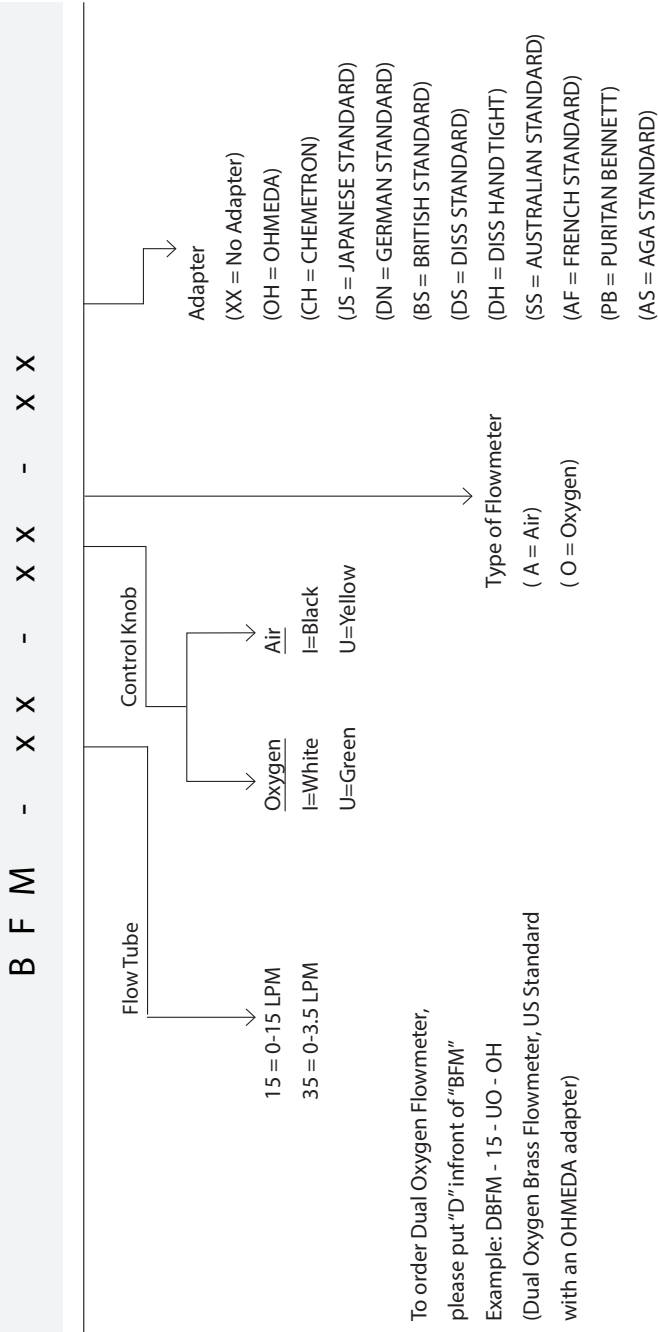 B F M - X X - X X - X X
Flow Tube
15 = 0-15 LPM
35 = 0-3.5 LPM
Control Knob
Oxygen
I=White
U=Green
Air
I=Black
U=Yellow
Type of Flowmeter
( A = Air)
( O = Oxygen)
Adapter
(XX = No Adapter)
(OH = OHMEDA)
(CH = CHEMETRON)
(JS = JAPANESE STANDARD)
(DN = GERMAN STANDARD)
(BS = BRITISH STANDARD)
(DS = DISS STANDARD)
(DH = DISS HAND TIGHT)
(SS = AUSTRALIAN STANDARD)
(AF = FRENCH STANDARD)
(PB = PURITAN BENNETT)
(AS = AGA STANDARD)
To order Dual Oxygen Flowmeter,
please put "D" infront of "BFM"
Example: DBFM - 15 - UO - OH
(Dual Oxygen Brass Flowmeter, US Standard
with an OHMEDA adapter)